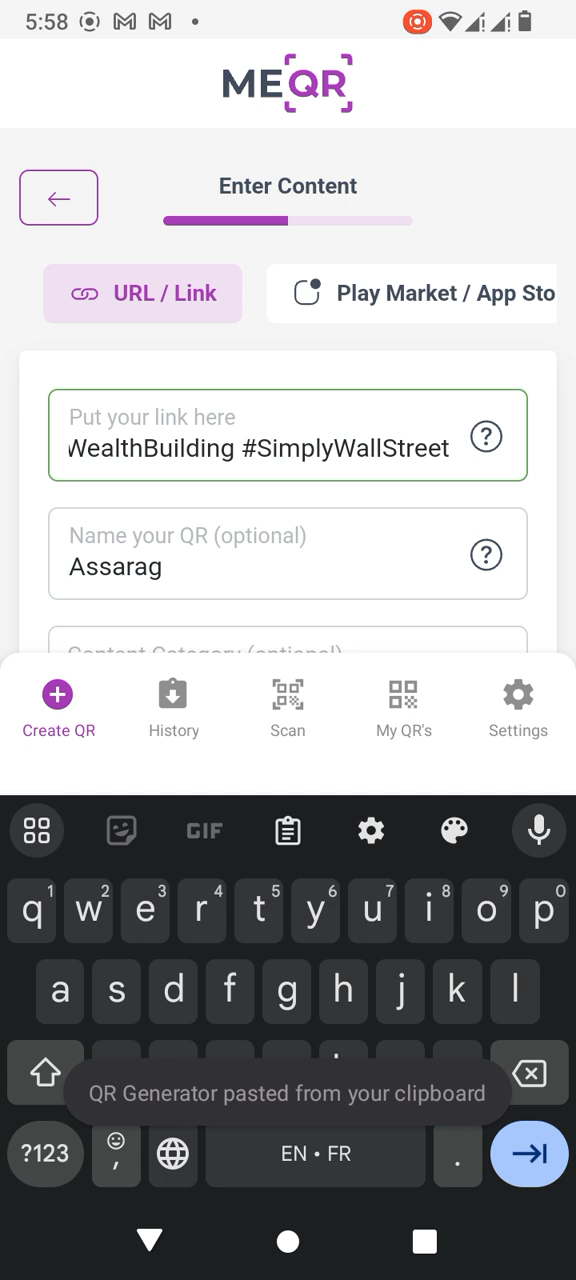 5:58
MEQR
Enter Content
URL / Link
Play Market / App Sto
Put your link here
WealthBuilding #SimplyWallStreet
?
Name your QR (optional)
Assarag
?
Content Category (optional)
Create QR
History
Scan
My QR's
Settings
GIF
q1 w2 e3 r4 t5 y6 u7 i8 o9 p0
a s d f g h j k l
QR Generator pasted from your clipboard
?123 , EN • FR .